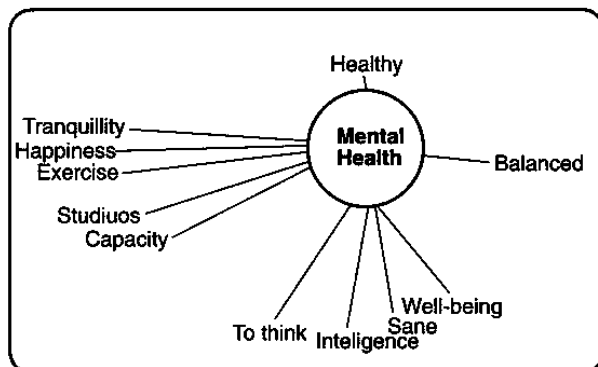 Healthy
Tranquillity
Mental
Health
Happiness
Balanced
Exercise
Studiuos
Capacity
Well-being
To think
Sane
Inteligence